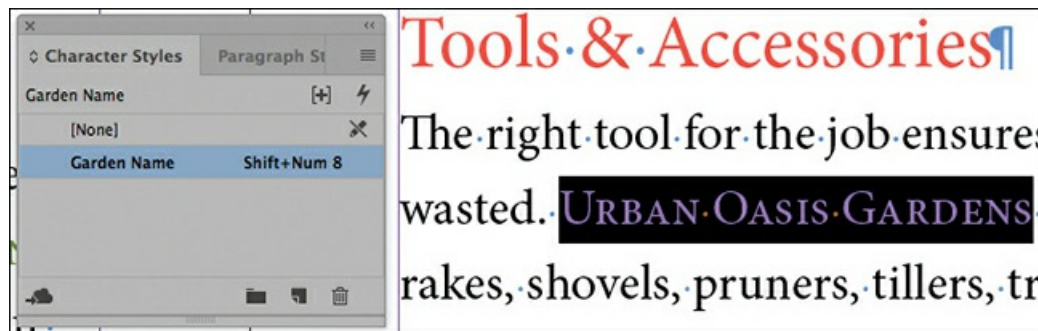 Character Styles
Paragraph St
Garden Name
[+]
[None]
Garden Name Shift+Num 8
Tools & Accessories¶
The right tool for the job ensures
wasted. URBAN OASIS GARDENS
rakes, shovels, pruners, tillers, tr